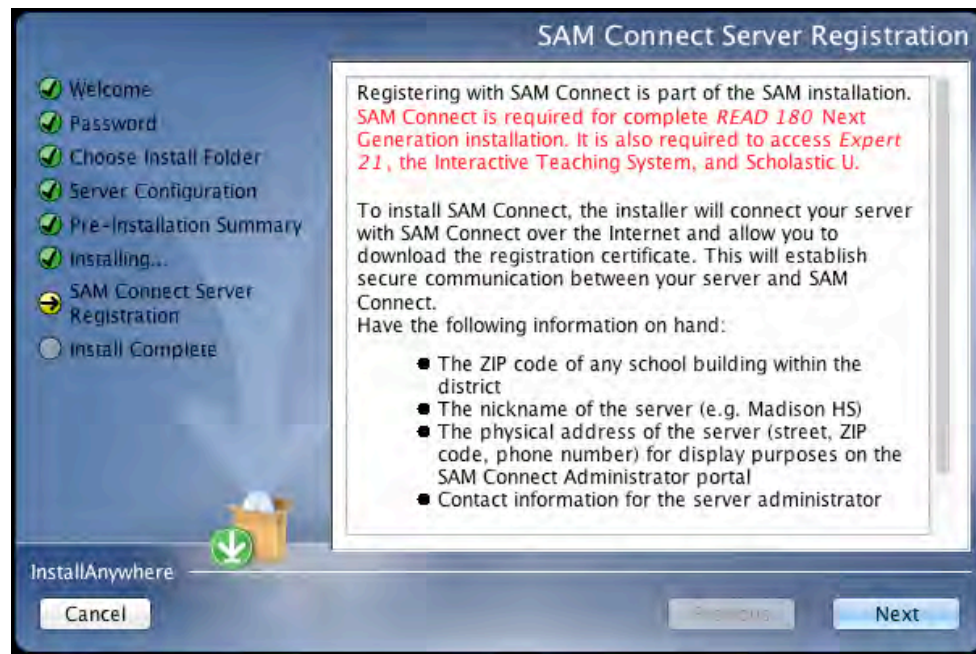 SAM Connect Server Registration
Welcome
Password
Choose Install Folder
Server Configuration
Pre-Installation Summary
Installing...
SAM Connect Server
Registration
Install Complete
Registering with SAM Connect is part of the SAM installation.
SAM Connect is required for complete READ 180 Next
Generation installation. It is also required to access Expert
21, the Interactive Teaching System, and Scholastic U.
To install SAM Connect, the installer will connect your server
with SAM Connect over the Internet and allow you to
download the registration certificate. This will establish
secure communication between your server and SAM
Connect.
Have the following information on hand:
● The ZIP code of any school building within the
district
● The nickname of the server (e.g. Madison HS)
● The physical address of the server (street, ZIP
code, phone number) for display purposes on the
SAM Connect Administrator portal
● Contact information for the server administrator
InstallAnywhere
Cancel
Previous
Next